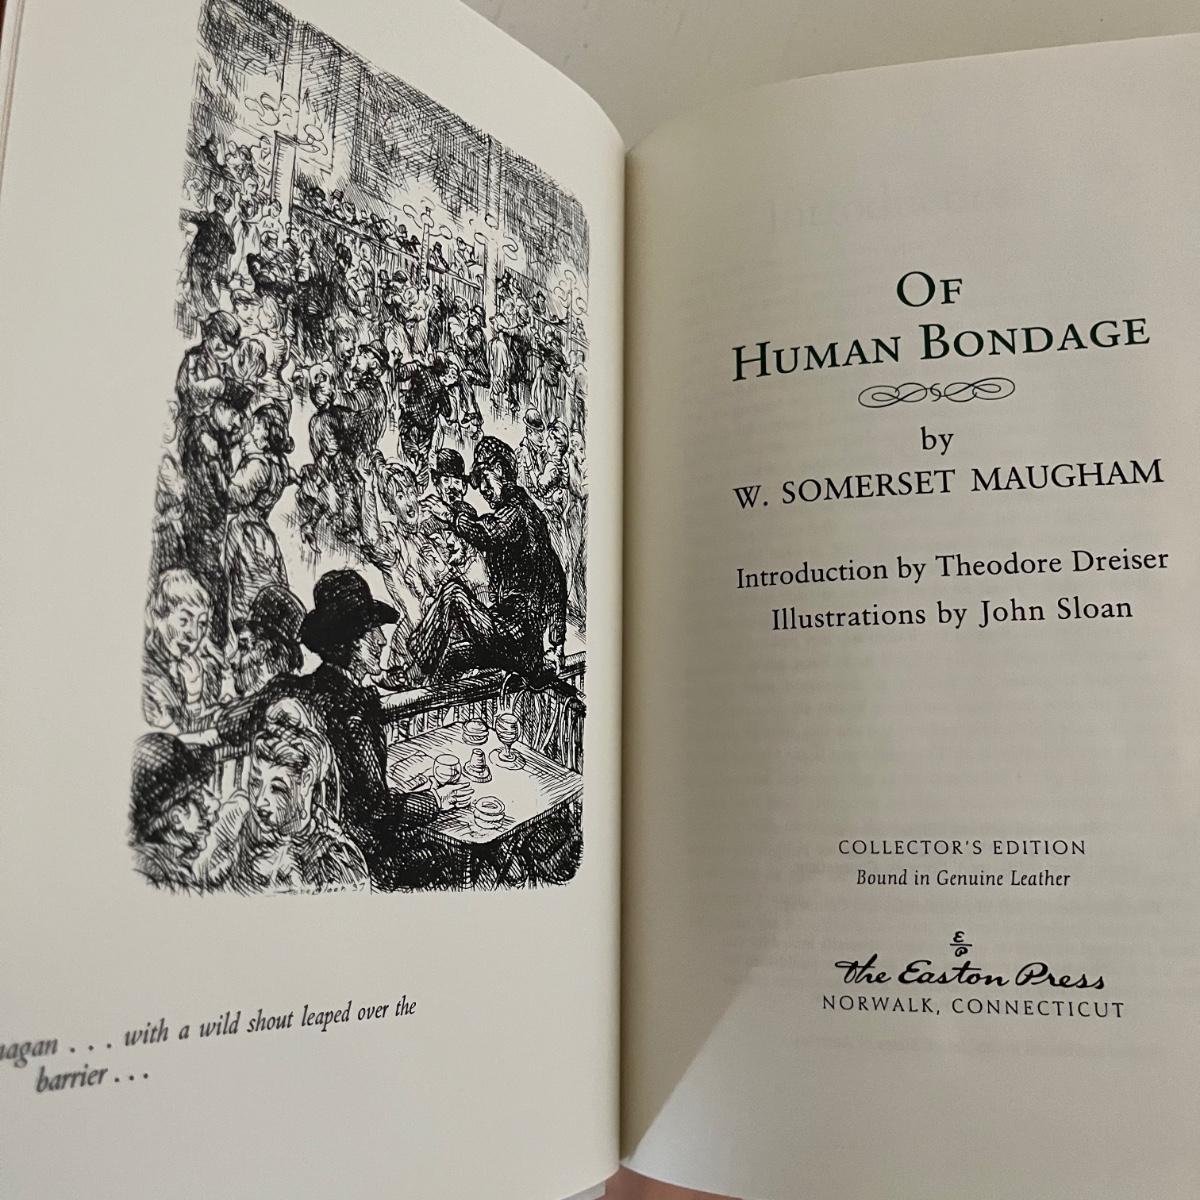 . . . with a wild shout leaped over the
barrier . . .
OF
HUMAN BONDAGE
by
W. SOMERSET MAUGHAM
Introduction by Theodore Dreiser
Illustrations by John Sloan
COLLECTOR'S EDITION
Bound in Genuine Leather
E
P
The Easton Press
NORWALK, CONNECTICUT